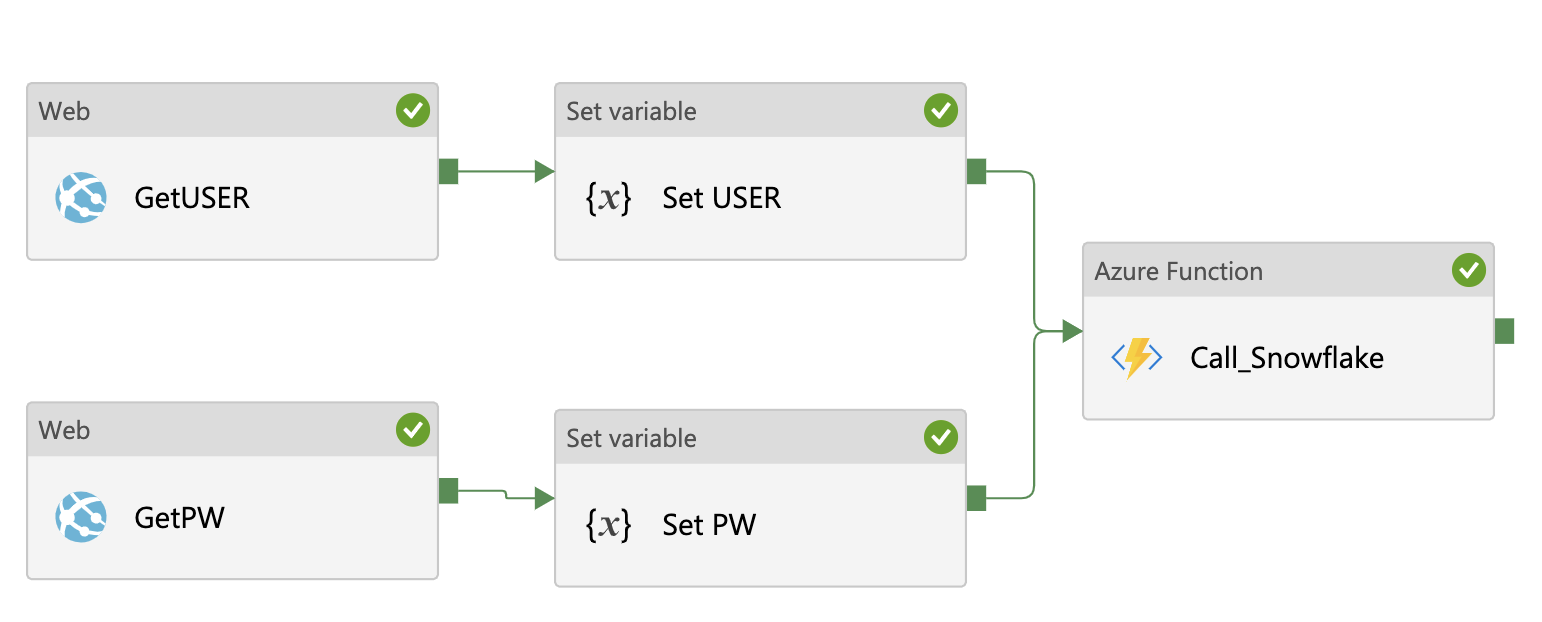 Web
GetUSER
Set variable
{x} Set USER
Azure Function
Call_Snowflake
Web
GetPW
Set variable
{x} Set PW